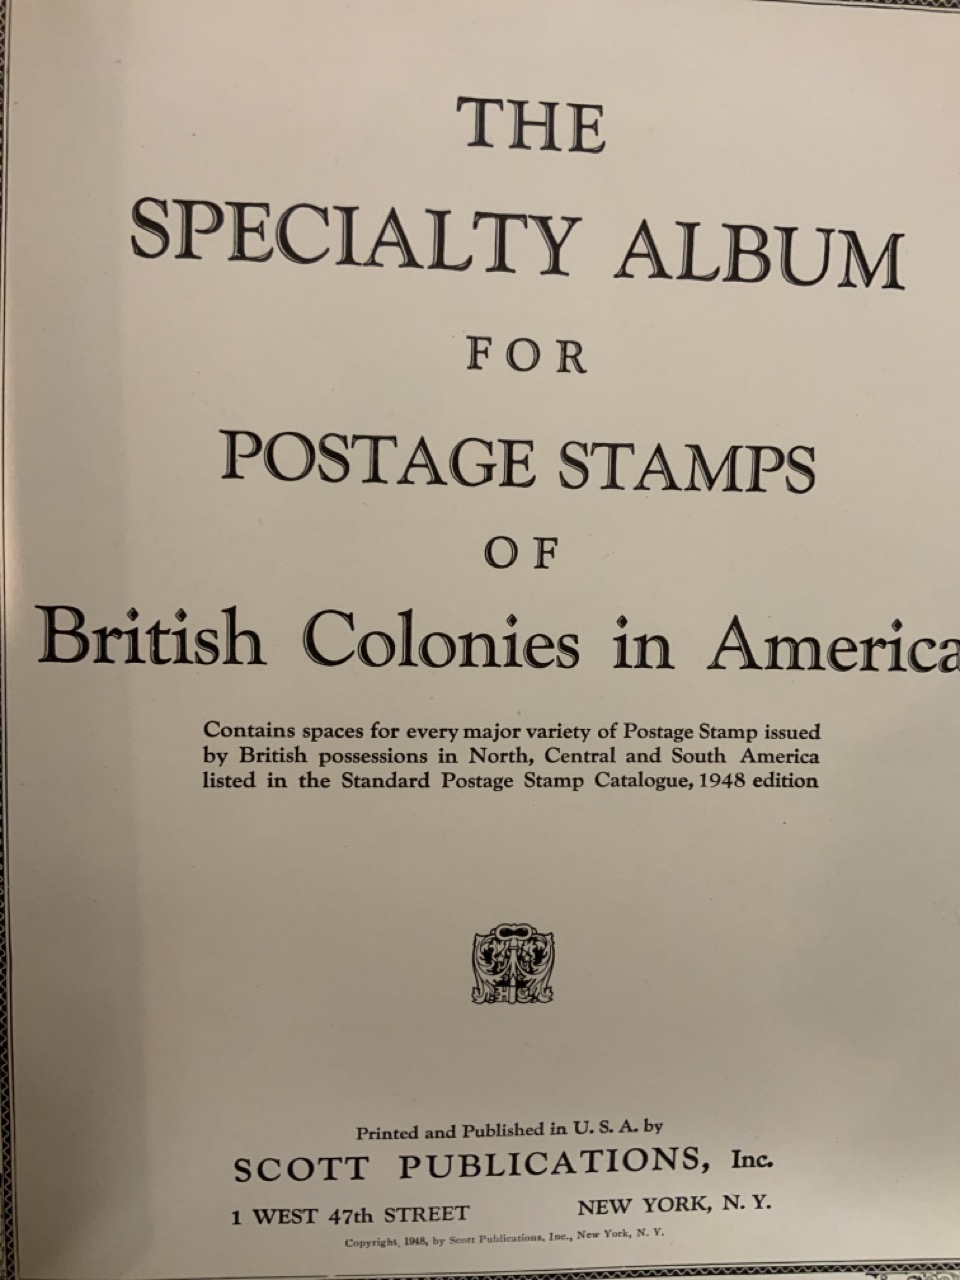 THE
SPECIALTY ALBUM
FOR
POSTAGE STAMPS
OF
British Colonies in America
Contains spaces for every major variety of Postage Stamp issued
by British possessions in North, Central and South America
listed in the Standard Postage Stamp Catalogue, 1948 edition
Printed and Published in U. S. A. by
SCOTT PUBLICATIONS, Inc.
1 WEST 47th STREET NEW YORK, N. Y.
Copyright, 1948, by Scott Publications, Inc., New York, N. Y.